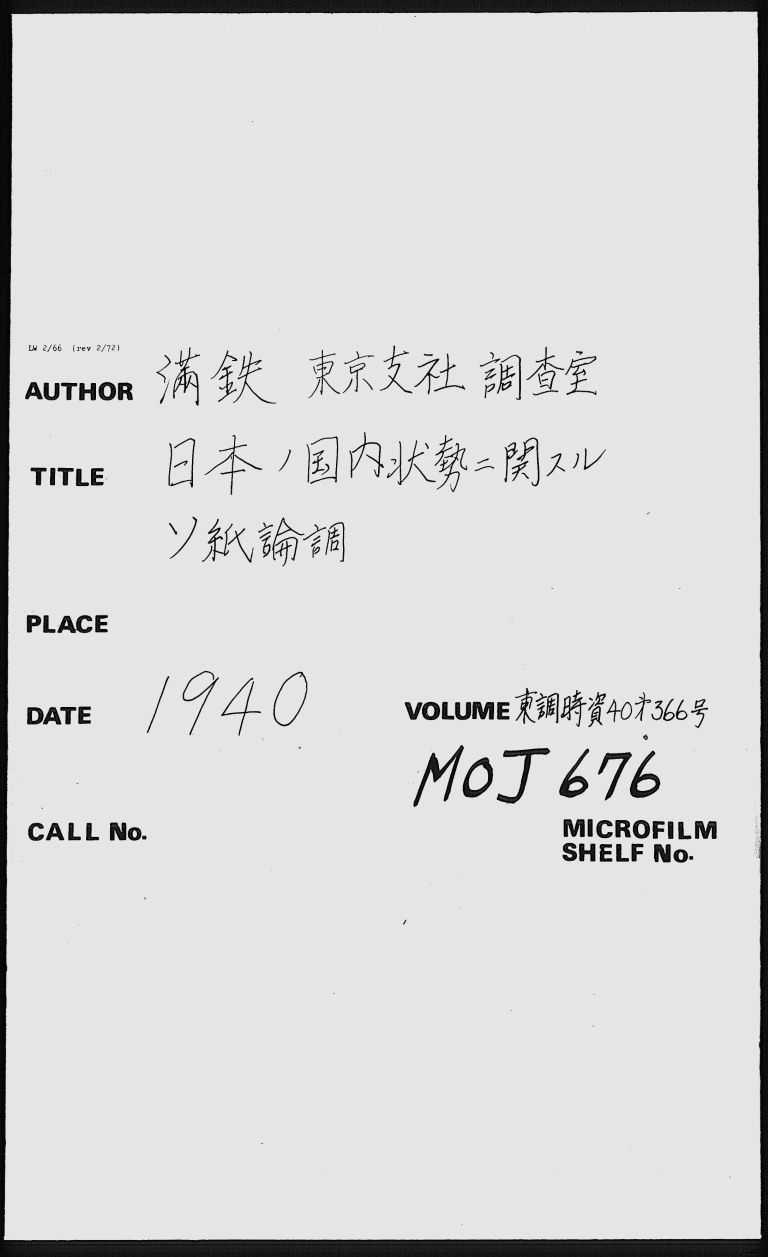 LW 2/66 (rev 2/72)
AUTHOR 満鉄 東京支社 調査室
TITLE 日本ノ国内状勢ニ関スル
ソ紙論調
PLACE
DATE 1940
VOLUME 東調時資40才366号
MOJ 676
CALL No.
MICROFILM
SHELF No.